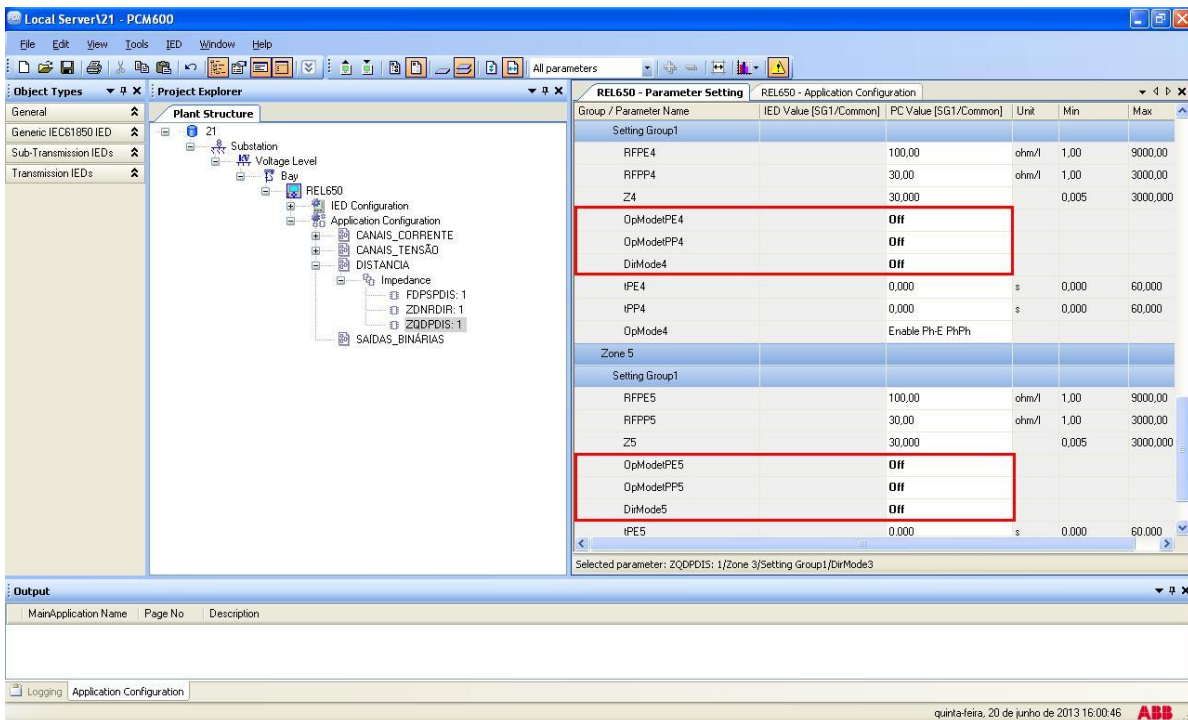 Local Server\21 - PCM600
File Edit View Tools IED Window Help
All parameters
Object Types
General
Generic IEC61850 IED
Sub-Transmission IEDs
Transmission IEDs
Project Explorer
Plant Structure
21
Substation
Voltage Level
Bay
REL650
IED Configuration
Application Configuration
CANAIS_CORRENTE
CANAIS_TENSÃO
DISTANCIA
Impedance
FDPSPDIS: 1
ZDNRDIR: 1
ZQDPDIS: 1
SAÍDAS_BINÁRIAS
REL650 - Parameter Setting REL650 - Application Configuration
Group / Parameter Name IED Value [SG1/Common] PC Value [SG1/Common] Unit Min Max
Setting Group1
RFPE4 100,00 ohm/l 1,00 9000,00
RFPP4 30,00 ohm/l 1,00 3000,00
Z4 30,000 0,005 3000,000
OpModetPE4 Off
OpModetPP4 Off
DirMode4 Off
tPE4 0,000 s 0,000 60,000
tPP4 0,000 s 0,000 60,000
OpMode4 Enable Ph-E PhPh
Zone 5
Setting Group1
RFPE5 100,00 ohm/l 1,00 9000,00
RFPP5 30,00 ohm/l 1,00 3000,00
Z5 30,000 0,005 3000,000
OpModetPE5 Off
OpModetPP5 Off
DirMode5 Off
tPE5 0,000 s 0,000 60,000
Selected parameter: ZQDPDIS: 1/Zone 3/Setting Group1/DirMode3
Output
MainApplication Name Page No Description
Logging Application Configuration
quinta-feira, 20 de junho de 2013 16:00:46 ABB